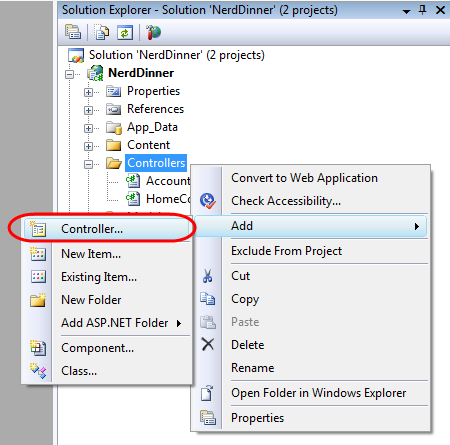 Solution Explorer - Solution 'NerdDinner' (2 projects)
Solution 'NerdDinner' (2 projects)
NerdDinner
Properties
References
App_Data
Content
Controllers
Accoun
HomeCo
Convert to Web Application
Check Accessibility...
Add
Exclude From Project
Cut
Copy
Paste
Delete
Rename
Open Folder in Windows Explorer
Properties
Controller...
New Item...
Existing Item...
New Folder
Add ASP.NET Folder
Component...
Class...